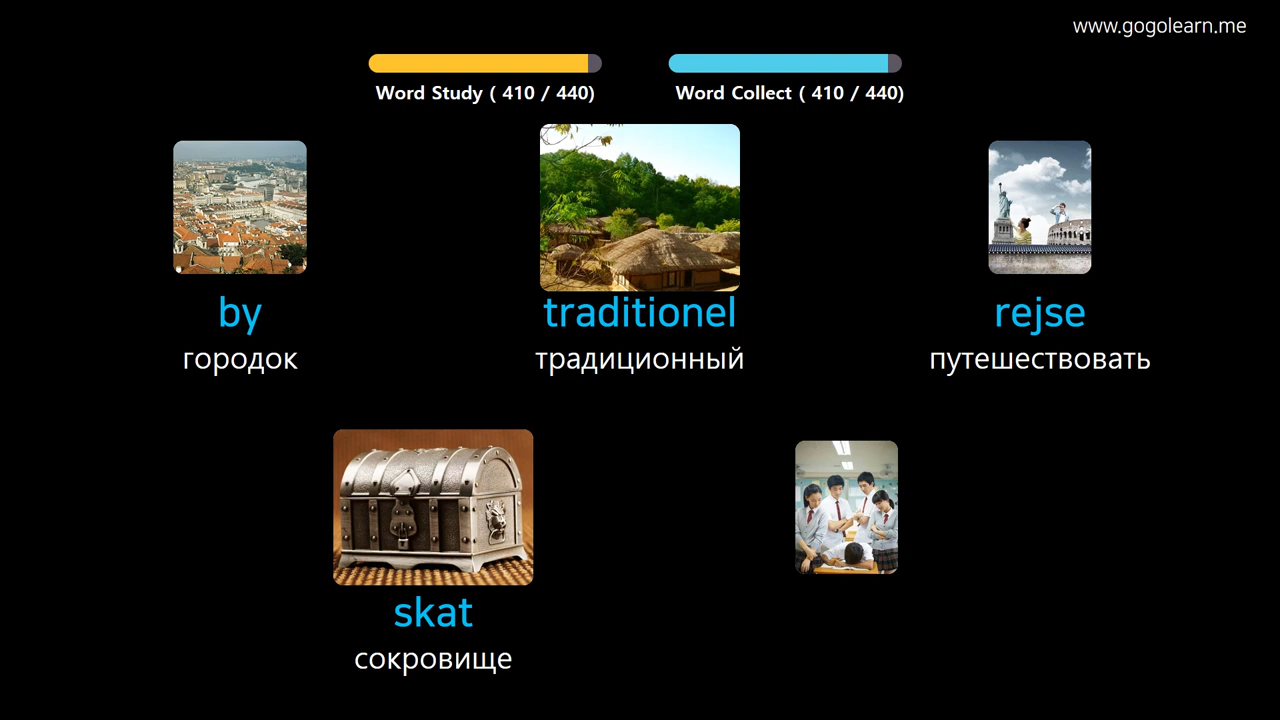 www.gogolearn.me
Word Study ( 410 / 440)
Word Collect ( 410 / 440)
by
городок
traditionel
традиционный
rejse
путешествовать
skat
сокровище